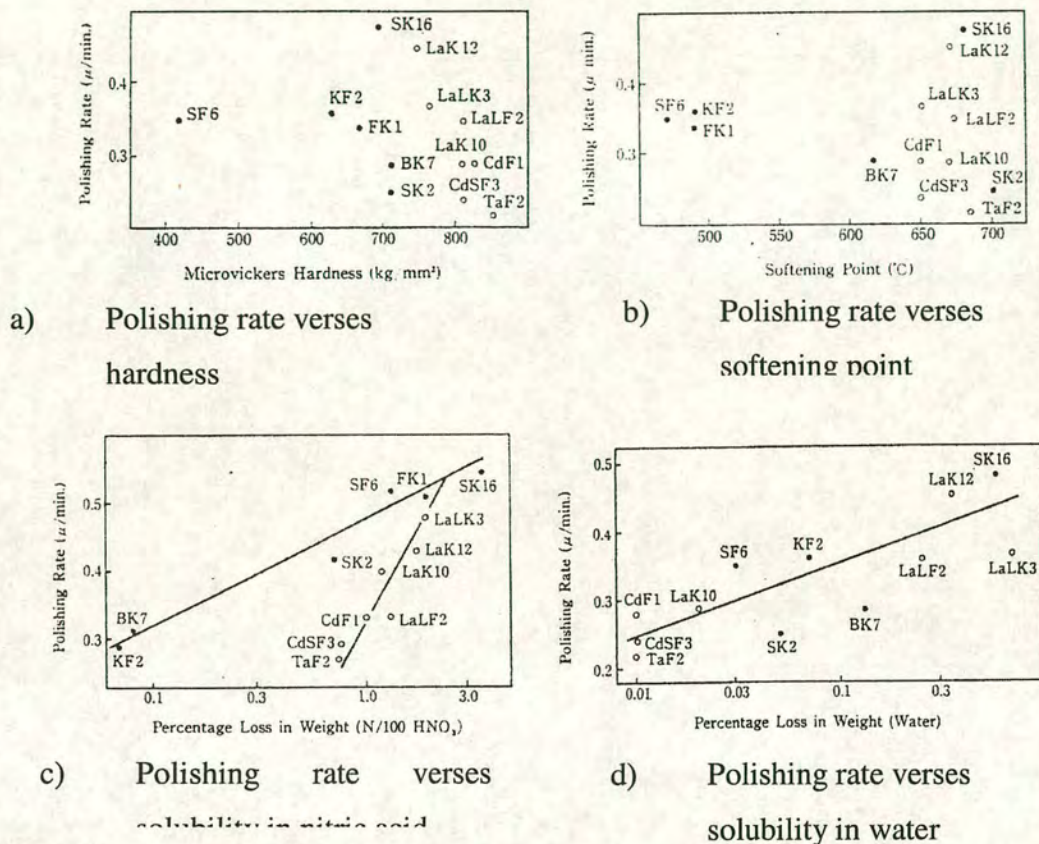 SK16
LaK12
0.4
LaLK3
KF2
SF6
LaLF2
FK1
LaK10
0.3
BK7
CdF1
SK2
CdSF3
TaF2
Polishing Rate (μ/min.)
400 500 600 700 800
Microvickers Hardness (kg, mm²)
a) Polishing rate verses
hardness
SK16
LaK12
0.4
LaLK3
SF6 KF2
LaLF2
FK1
CdF1
LaK10
0.3
BK7
SK2
CdSF3
TaF2
Polishing Rate (μ min.)
500 550 600 650 700
Softening Point (°C)
b) Polishing rate verses
softening point
FK1
SF6
SK16
0.5
LaLK3
LaK12
SK2
0.4
LaK10
BK7
CdF1
LaLF2
0.3
CdSF3
KF2
TaF2
Polishing Rate (μ/min.)
0.1 0.3 1.0 3.0
Percentage Loss in Weight (N/100 HNO₃)
c) Polishing rate verses
solubility in nitric acid
SK16
0.5
LaK12
0.4
SF6
KF2
LaLF2
LaLK3
CdF1
LaK10
0.3
BK7
CdSF3
SK2
TaF2
0.2
Polishing Rate (μ/min.)
0.01 0.03 0.1 0.3
Percentage Loss in Weight (Water)
d) Polishing rate verses
solubility in water